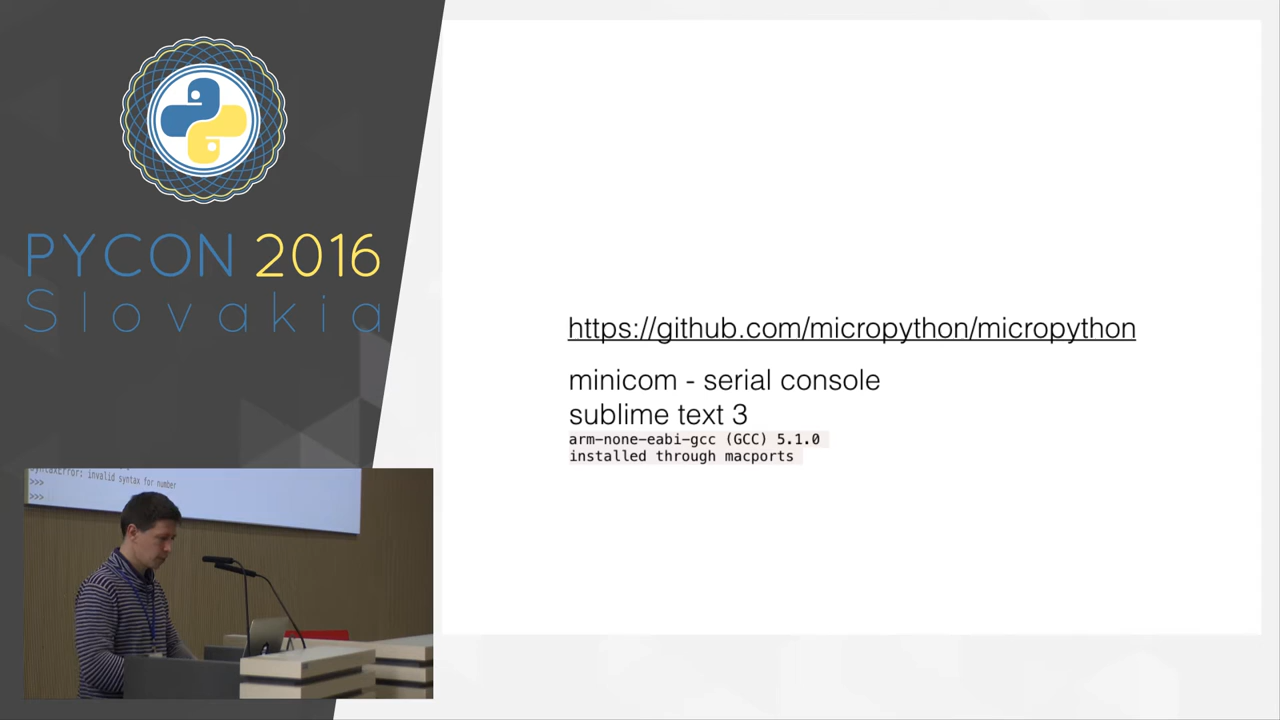 PYCON 2016
Slovakia
https://github.com/micropython/micropython
minicom - serial console
sublime text 3
arm-none-eabi-gcc (GCC) 5.1.0
installed through macports
SyntaxError: invalid syntax for number
>>>
>>>